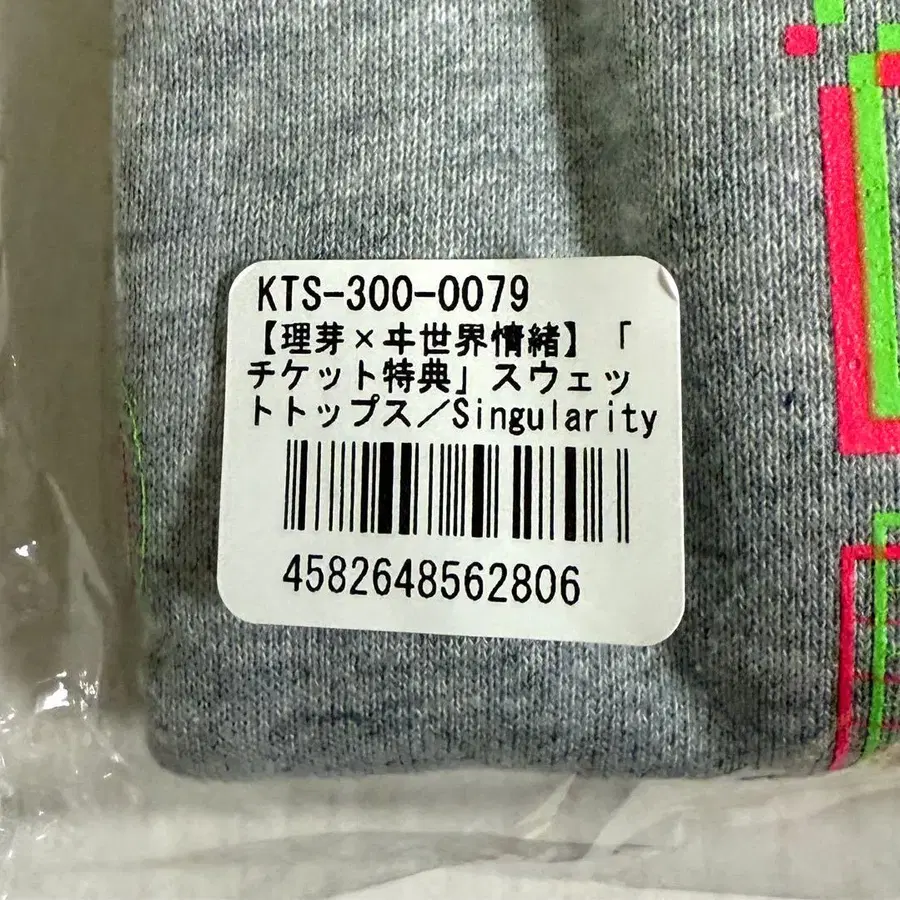 KTS-300-0079
【理芽×ヰ世界情緒】「
チケット特典」スウェッ
トトップス／Singularity
4582648562806